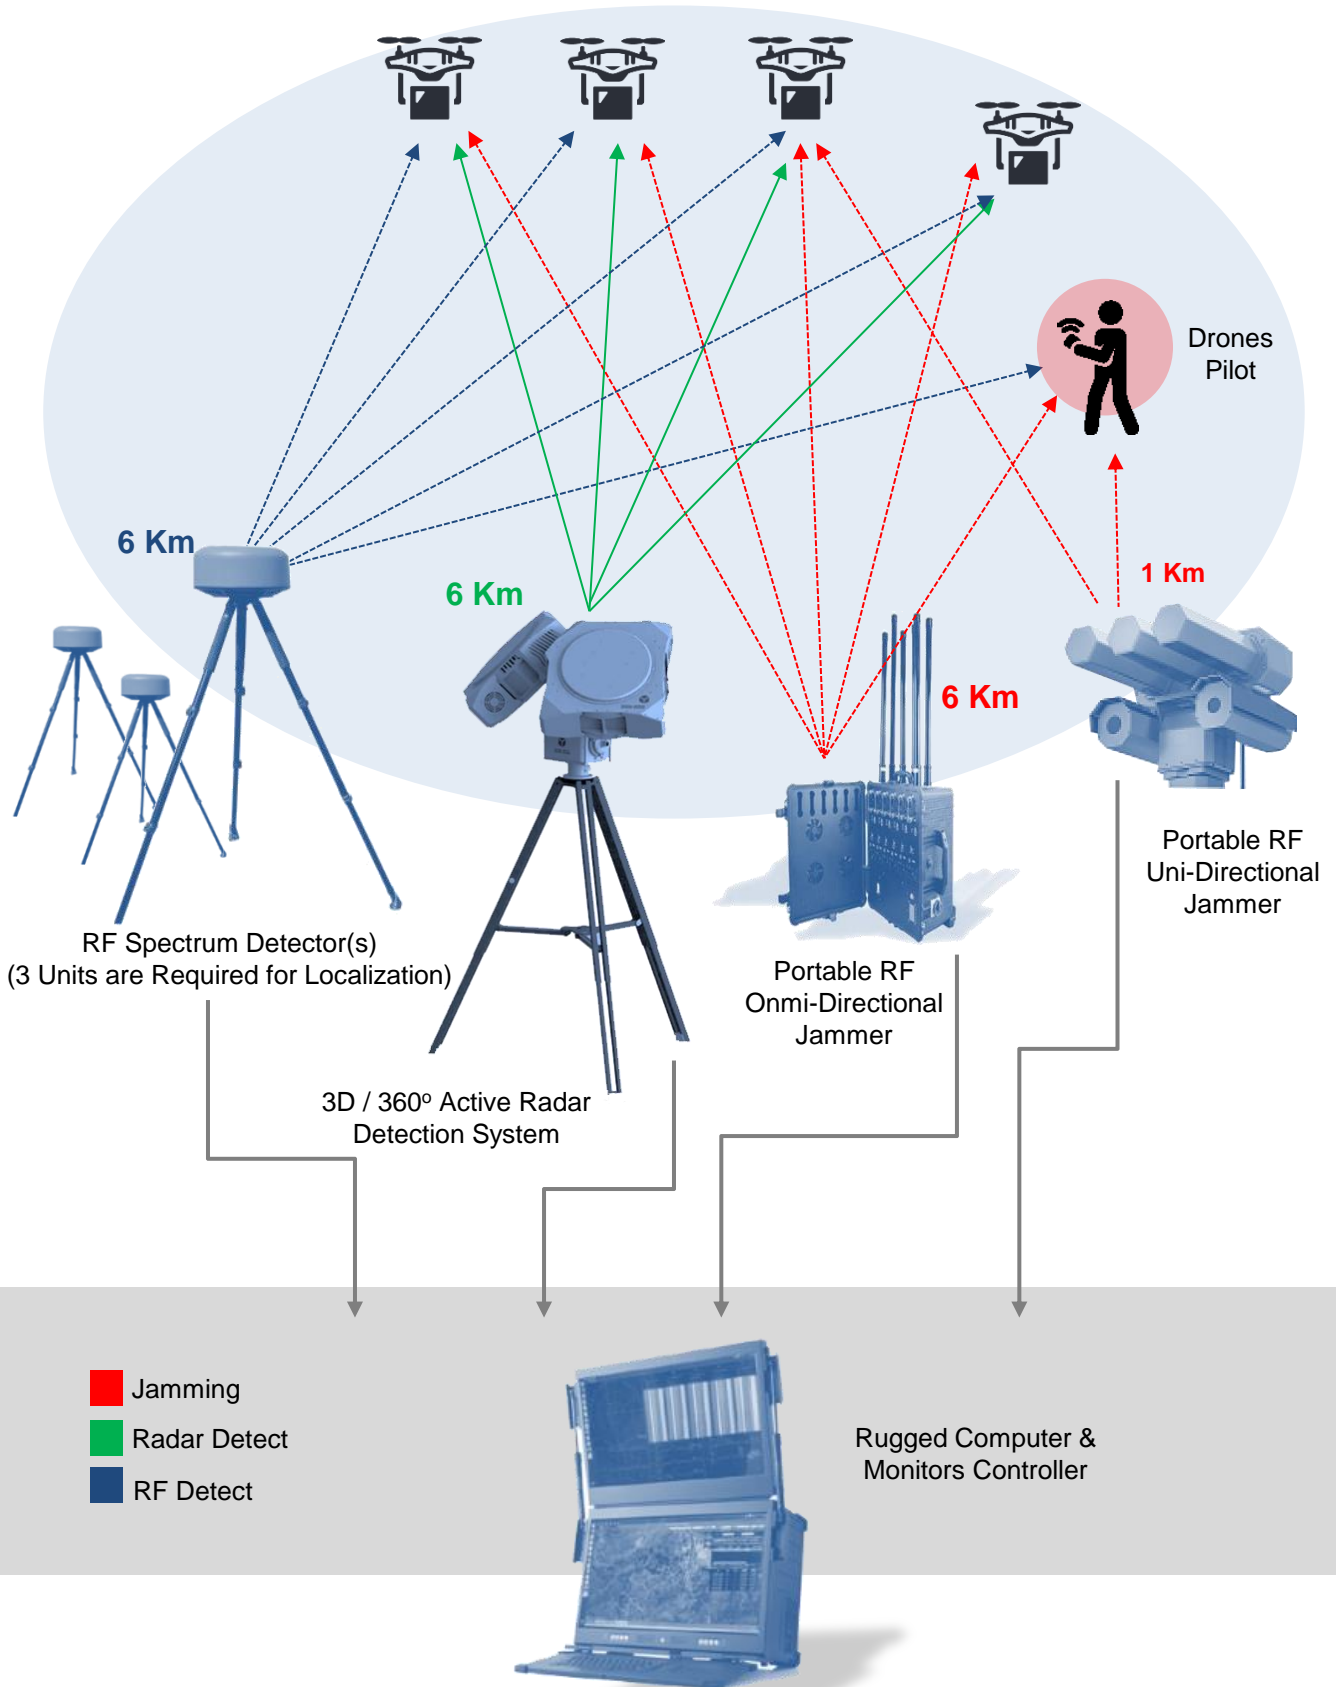 Drones
Pilot
6 Km
6 Km
1 Km
6 Km
Portable RF
Uni-Directional
Jammer
RF Spectrum Detector(s)
(3 Units are Required for Localization)
Portable RF
Onmi-Directional
Jammer
3D / 360º Active Radar
Detection System
Jamming
Radar Detect
RF Detect
Rugged Computer &
Monitors Controller